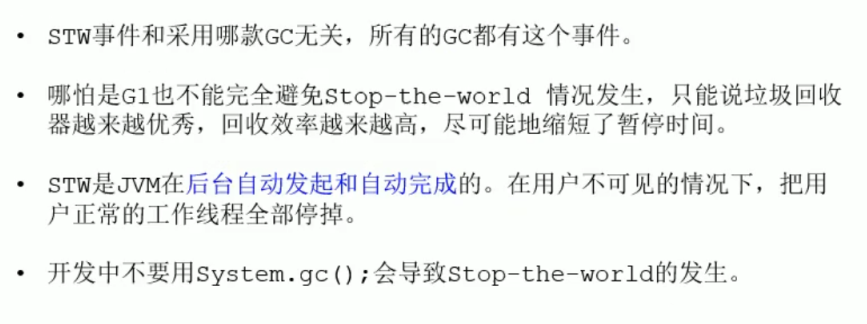 • STW事件和采用哪款GC无关，所有的GC都有这个事件。
• 哪怕是G1也不能完全避免Stop-the-world 情况发生，只能说垃圾回收
器越来越优秀，回收效率越来越高，尽可能地缩短了暂停时间。
• STW是JVM在后台自动发起和自动完成的。在用户不可见的情况下，把用
户正常的工作线程全部停掉。
• 开发中不要用System.gc();会导致Stop-the-world的发生。